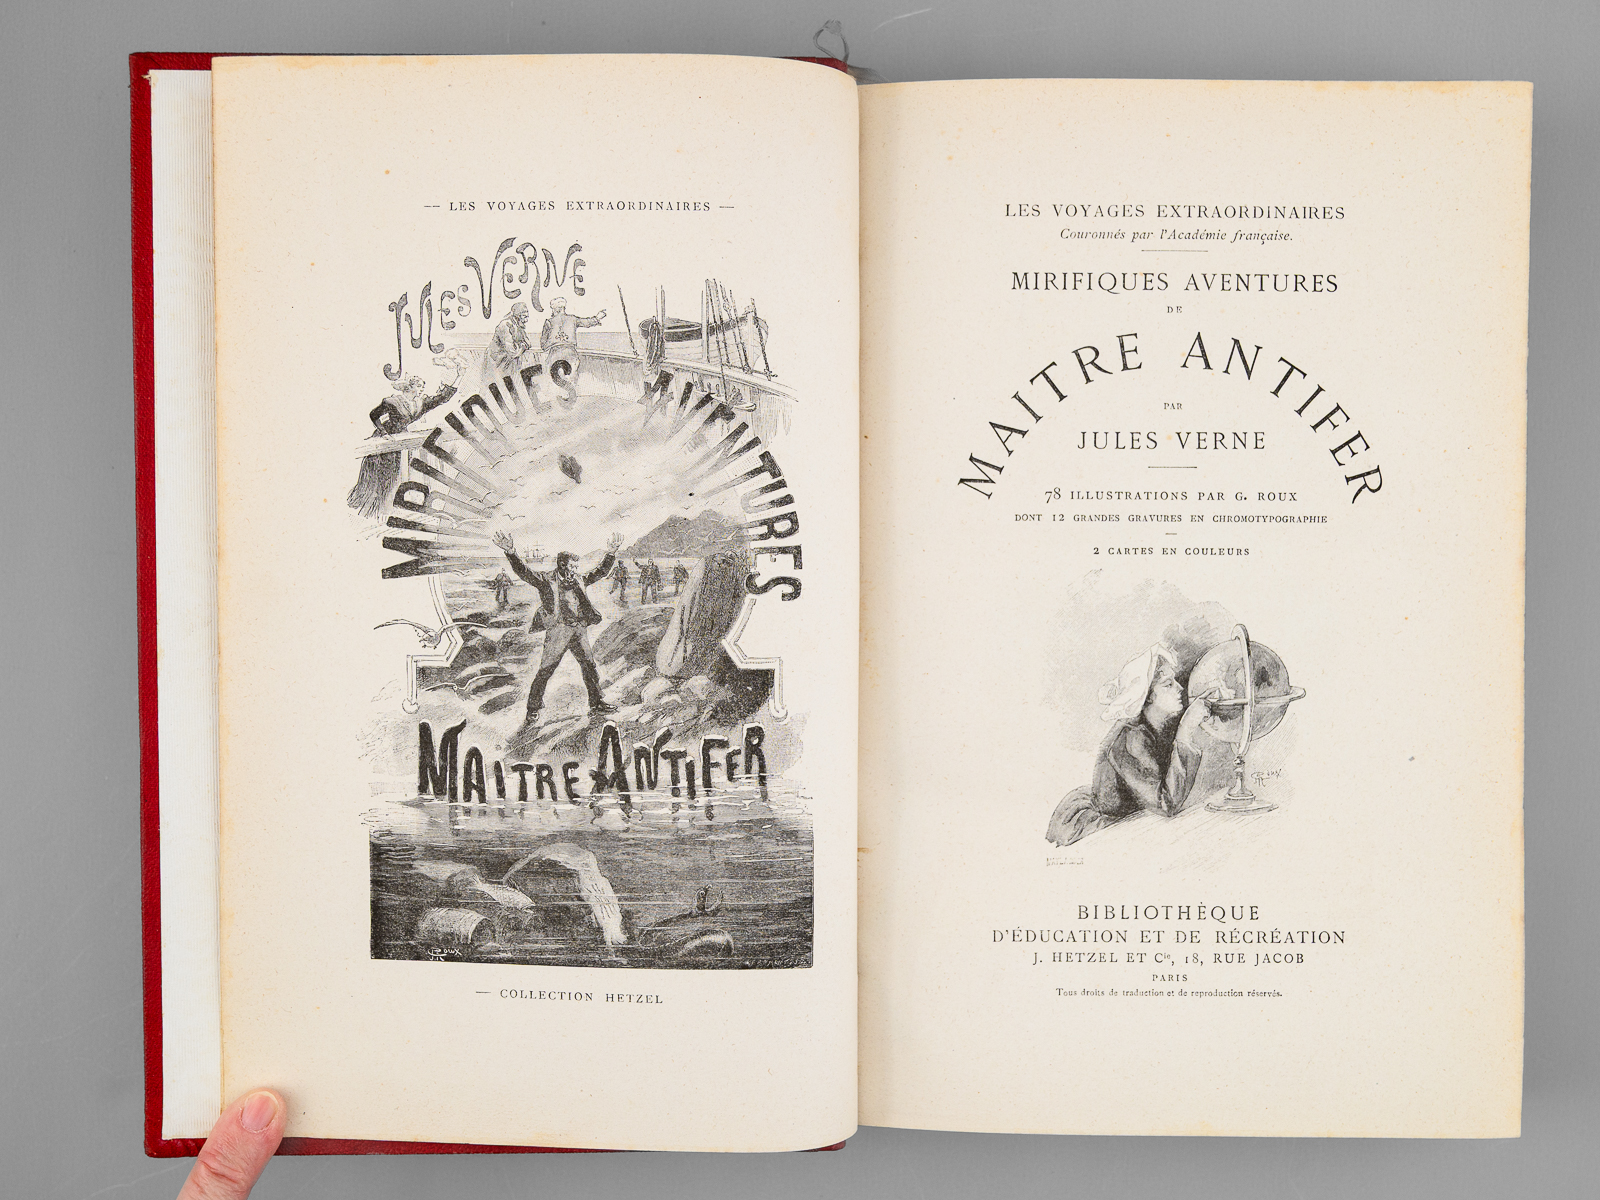 — LES VOYAGES EXTRAORDINAIRES —
JULES VERNE
MIRIFIQUES AVENTURES
MAITRE ANTIFER
G Roux
— COLLECTION HETZEL
LES VOYAGES EXTRAORDINAIRES
Couronnés par l'Académie française.
MIRIFIQUES AVENTURES
DE
MAITRE ANTIFER
PAR
JULES VERNE
78 ILLUSTRATIONS PAR G. ROUX
DONT 12 GRANDES GRAVURES EN CHROMOTYPOGRAPHIE
2 CARTES EN COULEURS
G Roux
BIBLIOTHÈQUE
D'ÉDUCATION ET DE RÉCRÉATION
J. HETZEL ET Cie, 18, RUE JACOB
PARIS
Tous droits de traduction et de reproduction réservés.